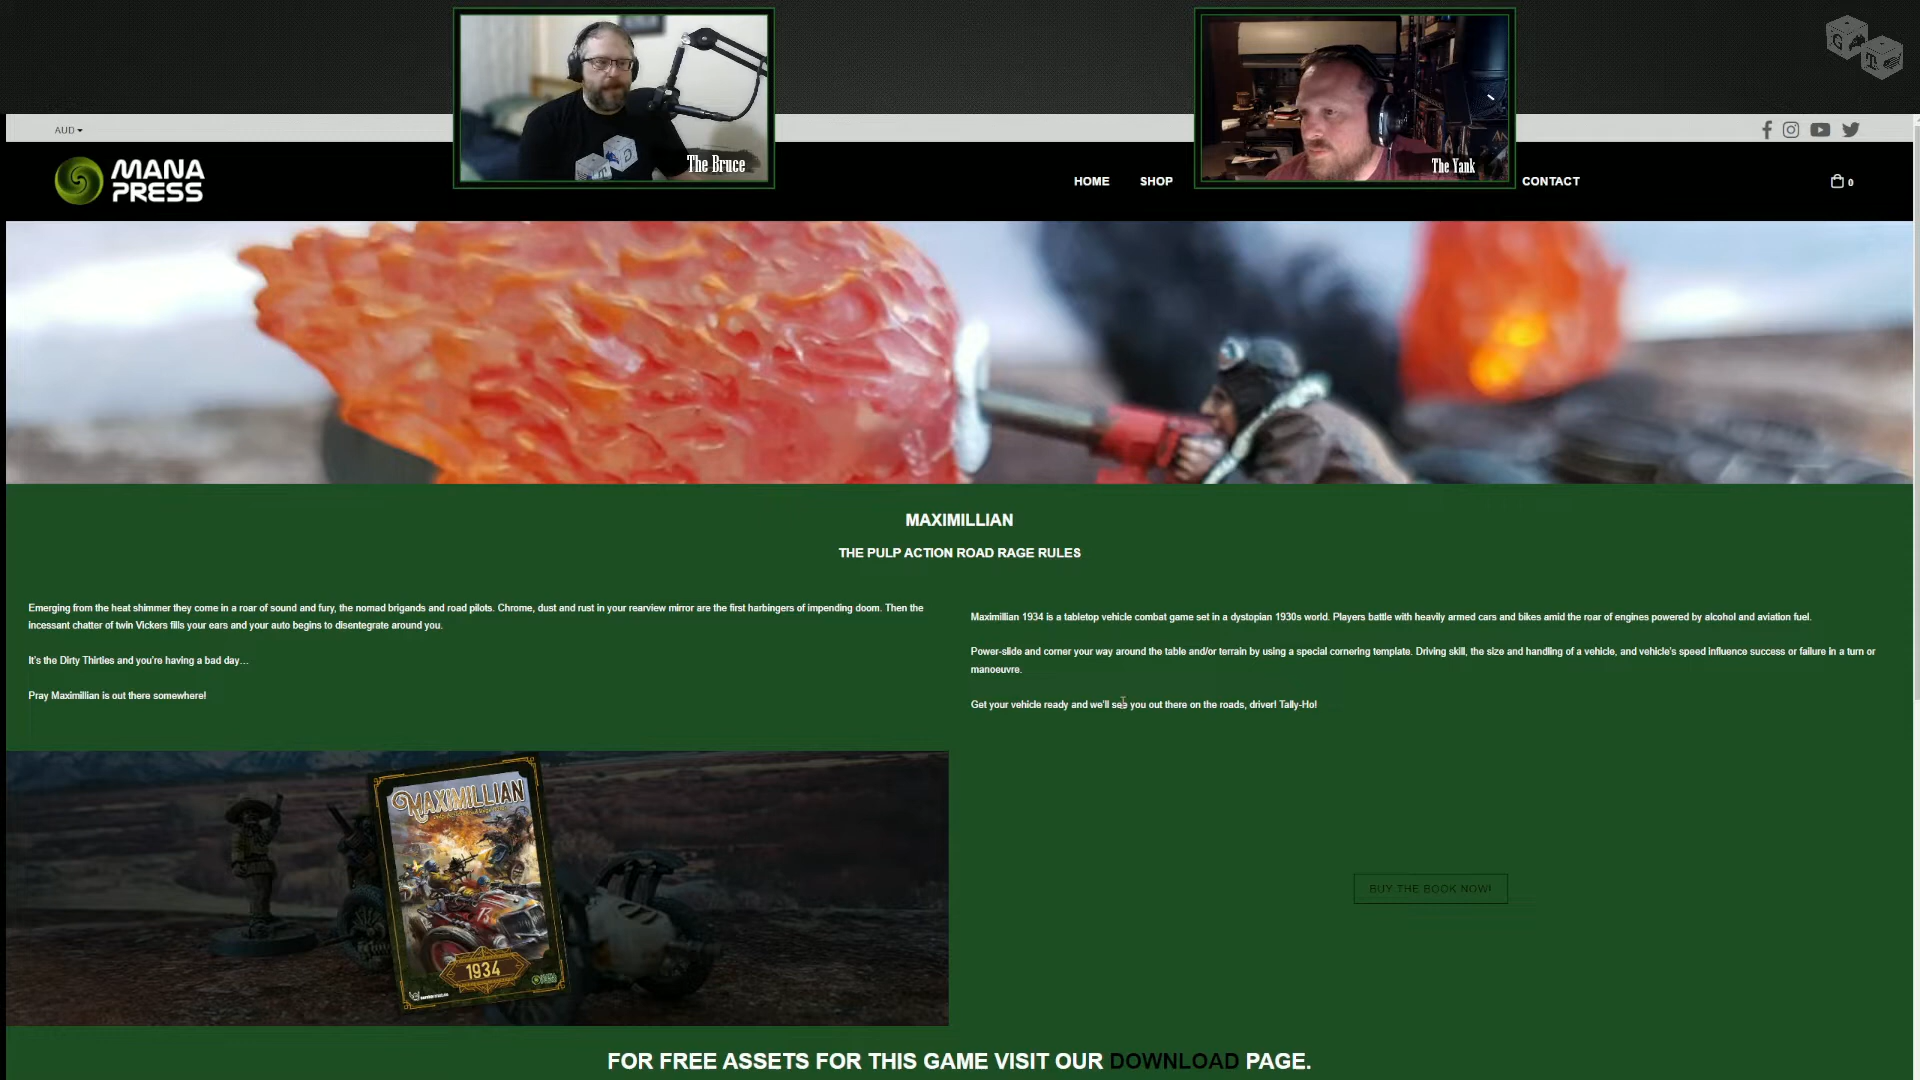 The Bruce
The Yank
AUD
MANA
PRESS
HOME
SHOP
CONTACT
0
MAXIMILLIAN
THE PULP ACTION ROAD RAGE RULES
Emerging from the heat shimmer they come in a roar of sound and fury, the nomad brigands and road pilots. Chrome, dust and rust in your rearview mirror are the first harbingers of impending doom. Then the
incessant chatter of twin Vickers fills your ears and your auto begins to disentegrate around you.
It's the Dirty Thirties and you're having a bad day...
Pray Maximillian is out there somewhere!
Maximillian 1934 is a tabletop vehicle combat game set in a dystopian 1930s world. Players battle with heavily armed cars and bikes amid the roar of engines powered by alcohol and aviation fuel.
Power-slide and corner your way around the table and/or terrain by using a special cornering template. Driving skill, the size and handling of a vehicle, and vehicle's speed influence success or failure in a turn or
manoeuvre.
Get your vehicle ready and we'll see you out there on the roads, driver! Tally-Ho!
MAXIMILLIAN
13
1934
BUY THE BOOK NOW!
FOR FREE ASSETS FOR THIS GAME VISIT OUR DOWNLOAD PAGE.